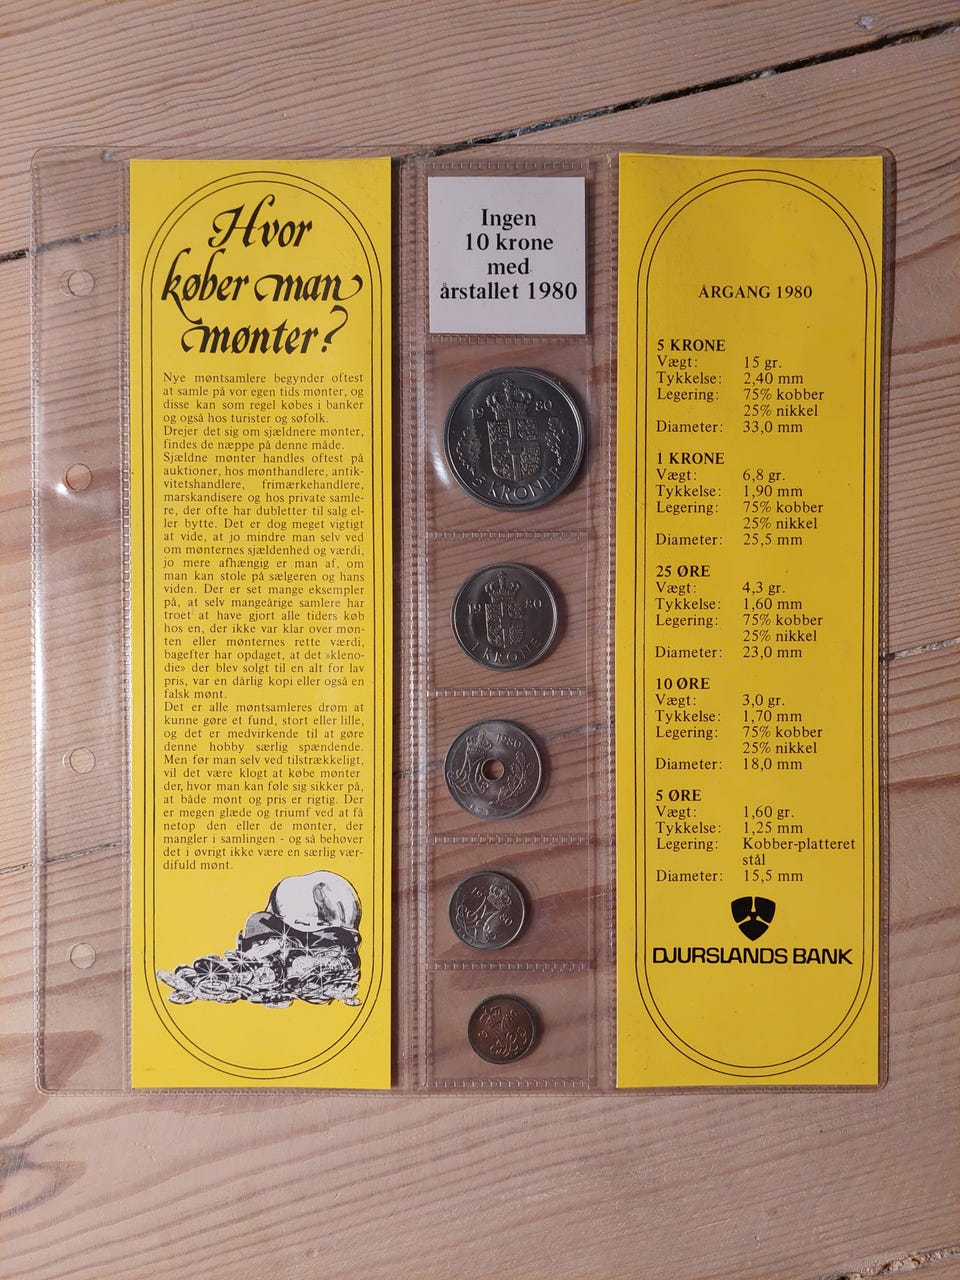 Hvor
køber man
mønter?
Nye møntsamlere begynder oftest
at samle på vor egen tids mønter, og
disse kan som regel købes i banker
og også hos turister og søfolk.
Drejer det sig om sjældnere mønter,
findes de næppe på denne måde.
Sjældne mønter handles oftest på
auktioner, hos mønthandlere, antik-
vitetshandlere, frimærkehandlere,
marskandisere og hos private samle-
re, der ofte har dubletter til salg el-
ler bytte. Det er dog meget vigtigt
at vide, at jo mindre man selv ved
om mønternes sjældenhed og værdi,
jo mere afhængig er man af, om
man kan stole på sælgeren og hans
viden. Der er set mange eksempler
på, at selv mangeårige samlere har
troet at have gjort alle tiders køb
hos en, der ikke var klar over møn-
ten eller mønternes rette værdi,
bagefter har opdaget, at det »kleno-
die» der blev solgt til en alt for lav
pris, var en dårlig kopi eller også en
falsk mønt.
Det er alle møntsamleres drøm at
kunne gøre et fund, stort eller lille,
og det er medvirkende til at gøre
denne hobby særlig spændende.
Men før man selv ved tilstrækkeligt,
vil det være klogt at købe mønter
der, hvor man kan føle sig sikker på,
at både mønt og pris er rigtig. Der
er megen glæde og triumf ved at få
netop den eller de mønter, der
mangler i samlingen - og så behøver
det i øvrigt ikke være en særlig vær-
difuld mønt.
Ingen
10 krone
med
årstallet 1980
1980
5 KRONER
1980
1 KRONE
1980
1980
ÅRGANG 1980
5 KRONE
Vægt: 15 gr.
Tykkelse: 2,40 mm
Legering: 75% kobber
25% nikkel
Diameter: 33,0 mm
1 KRONE
Vægt: 6,8 gr.
Tykkelse: 1,90 mm
Legering: 75% kobber
25% nikkel
Diameter: 25,5 mm
25 ØRE
Vægt: 4,3 gr.
Tykkelse: 1,60 mm
Legering: 75% kobber
25% nikkel
Diameter: 23,0 mm
10 ØRE
Vægt: 3,0 gr.
Tykkelse: 1,70 mm
Legering: 75% kobber
25% nikkel
Diameter: 18,0 mm
5 ØRE
Vægt: 1,60 gr.
Tykkelse: 1,25 mm
Legering: Kobber-platteret
stål
Diameter: 15,5 mm
DJURSLANDS BANK